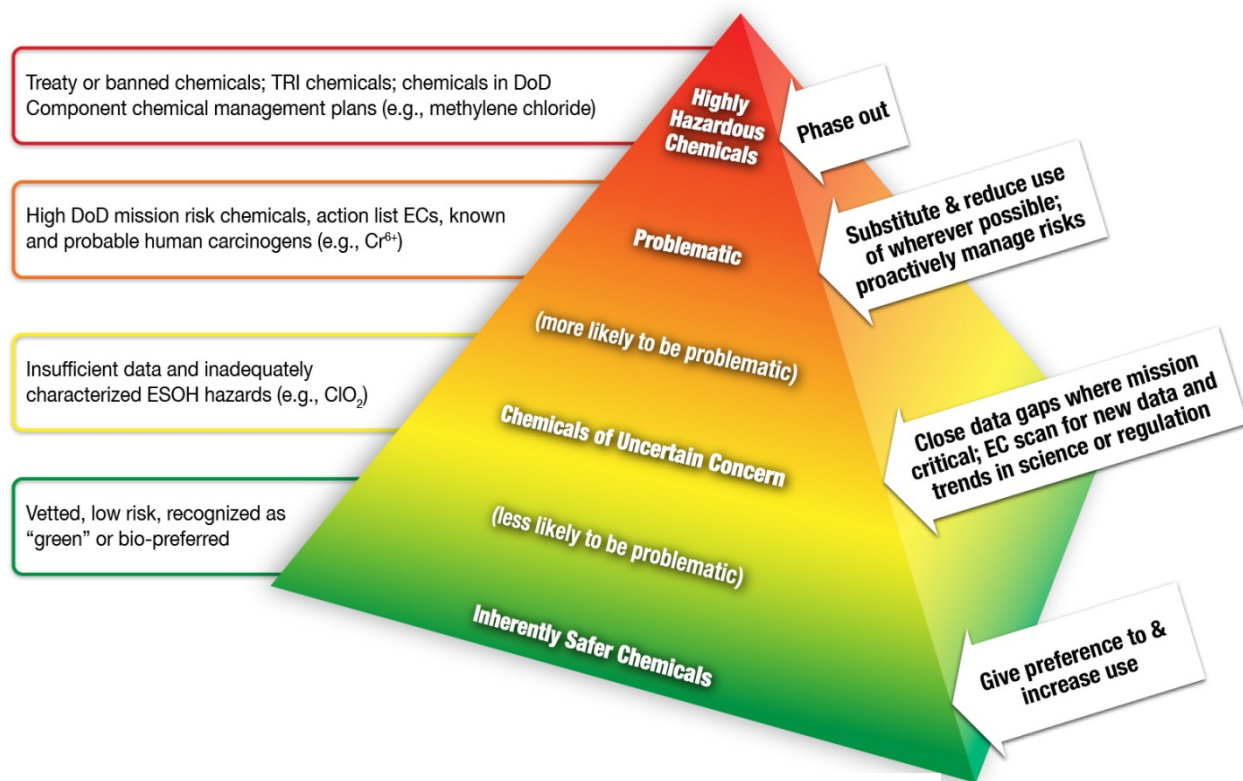 Treaty or banned chemicals; TRI chemicals; chemicals in DoD
Component chemical management plans (e.g., methylene chloride)
High DoD mission risk chemicals, action list ECs, known
and probable human carcinogens (e.g., Cr⁶⁺)
Insufficient data and inadequately
characterized ESOH hazards (e.g., ClO₂)
Vetted, low risk, recognized as
“green” or bio-preferred
Highly
Hazardous
Chemicals
Problematic
(more likely to be problematic)
Chemicals of Uncertain Concern
(less likely to be problematic)
Inherently Safer Chemicals
Phase out
Substitute & reduce use
of wherever possible;
proactively manage risks
Close data gaps where mission
critical; EC scan for new data and
trends in science or regulation
Give preference to &
increase use